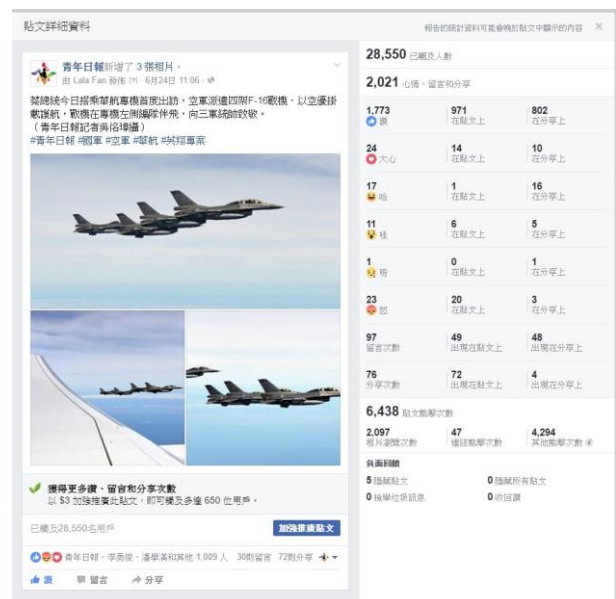 貼文詳細資料
報告的統計資料可能會晚於貼文中顯示的內容
青年日報新增了 3 張相片。
由 Lala Fan 發佈 [?] · 6月24日 11:06 ·
蔡總統今日搭乘華航專機首度出訪，空軍派遣四架F-16戰機、以空優掛
載護航，戰機在專機左側編隊伴飛，向三軍統帥致敬。
（青年日報記者吳佸瑋攝）
#青年日報 #國軍 #空軍 #華航 #英翔專案
獲得更多讚、留言和分享次數
以 $3 加強推廣此貼文，即可觸及多達 650 位用戶。
已觸及28,550名用戶
加強推廣貼文
青年日報、李勇俊、潘學漢和其他 1,009 人 30則留言 72則分享
讚 留言 分享
28,550 已觸及人數
2,021 心情、留言和分享
1,773 971 802
讚 在貼文上 在分享上
24 14 10
大心 在貼文上 在分享上
17 1 16
哈 在貼文上 在分享上
11 6 5
哇 在貼文上 在分享上
1 0 1
嗚 在貼文上 在分享上
23 20 3
怒 在貼文上 在分享上
97 49 48
留言次數 出現在貼文上 出現在分享上
76 72 4
分享次數 出現在貼文上 出現在分享上
6,438 貼文點擊次數
2,097 47 4,294
相片瀏覽次數 連結點擊次數 其他點擊次數
負面回饋
5 隱藏貼文 0 隱藏所有貼文
0 檢舉垃圾訊息 0 收回讚